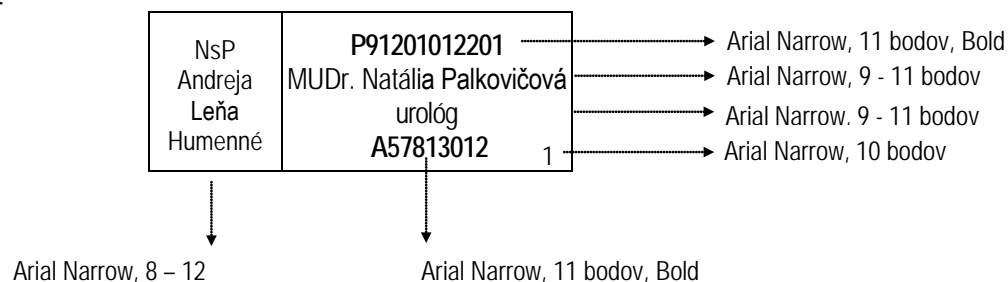 NsP
Andreja
Leňa
Humenné
P91201012201
MUDr. Natália Palkovičová
urológ
A57813012
1
Arial Narrow, 11 bodov, Bold
Arial Narrow, 9 - 11 bodov
Arial Narrow. 9 - 11 bodov
Arial Narrow, 10 bodov
Arial Narrow, 8 – 12
Arial Narrow, 11 bodov, Bold